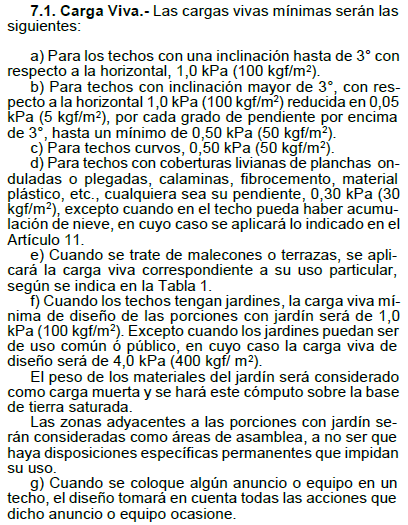 7.1. Carga Viva.- Las cargas vivas mínimas serán las
siguientes:
a) Para los techos con una inclinación hasta de 3° con
respecto a la horizontal, 1,0 kPa (100 kgf/m²).
b) Para techos con inclinación mayor de 3°, con res-
pecto a la horizontal 1,0 kPa (100 kgf/m²) reducida en 0,05
kPa (5 kgf/m²), por cada grado de pendiente por encima
de 3°, hasta un mínimo de 0,50 kPa (50 kgf/m²).
c) Para techos curvos, 0,50 kPa (50 kgf/m²).
d) Para techos con coberturas livianas de planchas on-
duladas o plegadas, calaminas, fibrocemento, material
plástico, etc., cualquiera sea su pendiente, 0,30 kPa (30
kgf/m²), excepto cuando en el techo pueda haber acumu-
lación de nieve, en cuyo caso se aplicará lo indicado en el
Artículo 11.
e) Cuando se trate de malecones o terrazas, se apli-
cará la carga viva correspondiente a su uso particular,
según se indica en la Tabla 1.
f) Cuando los techos tengan jardines, la carga viva mí-
nima de diseño de las porciones con jardín será de 1,0
kPa (100 kgf/m²). Excepto cuando los jardines puedan ser
de uso común ó público, en cuyo caso la carga viva de
diseño será de 4,0 kPa (400 kgf/ m²).
El peso de los materiales del jardín será considerado
como carga muerta y se hará este cómputo sobre la base
de tierra saturada.
Las zonas adyacentes a las porciones con jardín se-
rán consideradas como áreas de asamblea, a no ser que
haya disposiciones específicas permanentes que impidan
su uso.
g) Cuando se coloque algún anuncio o equipo en un
techo, el diseño tomará en cuenta todas las acciones que
dicho anuncio o equipo ocasione.